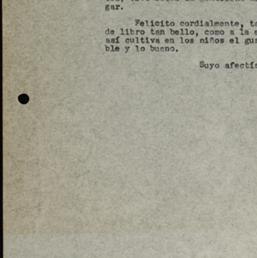 gar.
Felicito cordialmente, t
de libro tan bello, como a la
así cultiva en los niños el gu
ble y lo bueno.
Suyo afectí